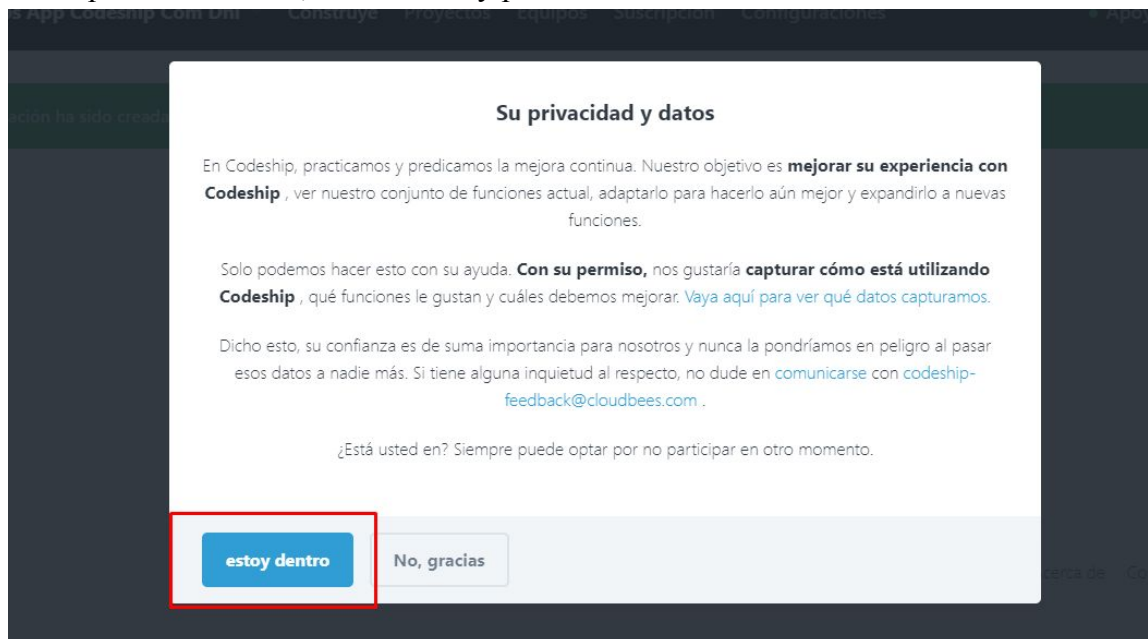 s App Codeship Com Uni Construye Proyectos Equipos Suscripción Configuraciones
ación ha sido creada
Su privacidad y datos
En Codeship, practicamos y predicamos la mejora continua. Nuestro objetivo es mejorar su experiencia con
Codeship , ver nuestro conjunto de funciones actual, adaptarlo para hacerlo aún mejor y expandirlo a nuevas
funciones.
Solo podemos hacer esto con su ayuda. Con su permiso, nos gustaría capturar cómo está utilizando
Codeship , qué funciones le gustan y cuáles debemos mejorar. Vaya aquí para ver qué datos capturamos.
Dicho esto, su confianza es de suma importancia para nosotros y nunca la pondríamos en peligro al pasar
esos datos a nadie más. Si tiene alguna inquietud al respecto, no dude en comunicarse con codeship-
feedback@cloudbees.com .
¿Está usted en? Siempre puede optar por no participar en otro momento.
estoy dentro No, gracias
cerca de